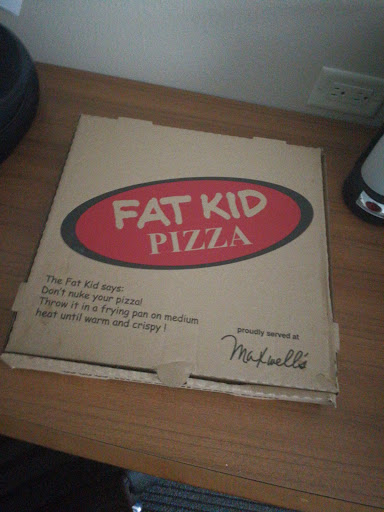 FAT KID
PIZZA
The Fat Kid says:
Don't nuke your pizza!
Throw it in a frying pan on medium
heat until warm and crispy !
proudly served at
Maxwell's